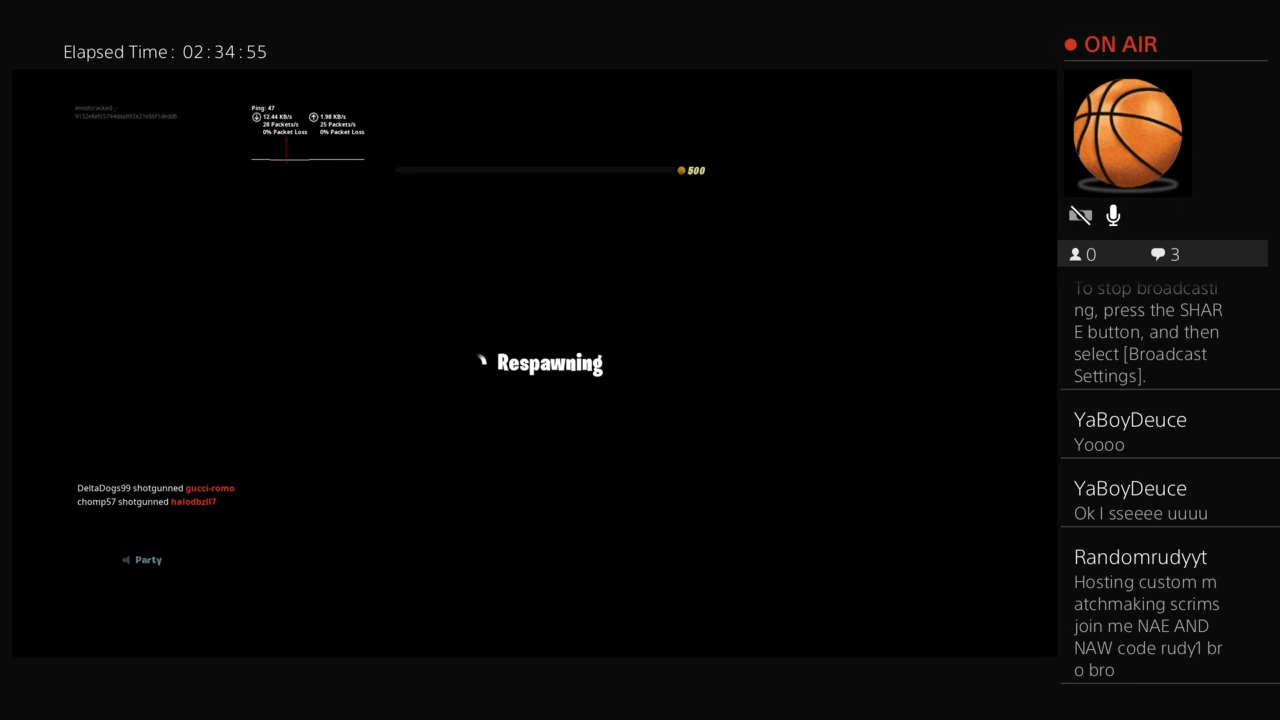 Elapsed Time: 02:34:55
ON AIR
Ping: 47
12.44 KB/s
1.98 KB/s
28 Packets/s
25 Packets/s
0% Packet Loss
0% Packet Loss
500
0
3
To stop broadcasti
ng, press the SHAR
E button, and then
select [Broadcast
Settings].
Respawning
YaBoyDeuce
Yoooo
YaBoyDeuce
Ok I sseeee uuuu
DeltaDogs99 shotgunned gucci-romo
chomp57 shotgunned halodbzll7
Party
Randomrudyyt
Hosting custom m
atchmaking scrims
join me NAE AND
NAW code rudy1 br
o bro